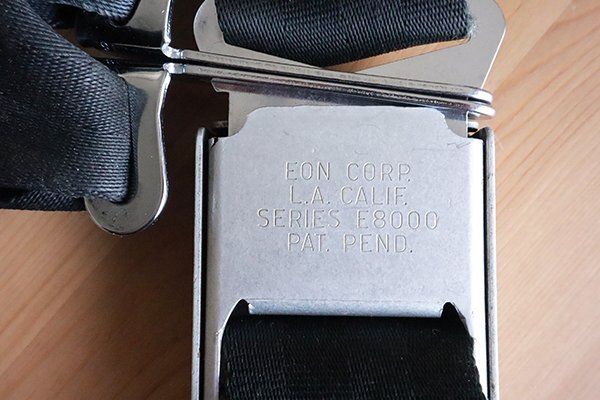 EON CORP.
L.A. CALIF.
SERIES E8000
PAT. PEND.